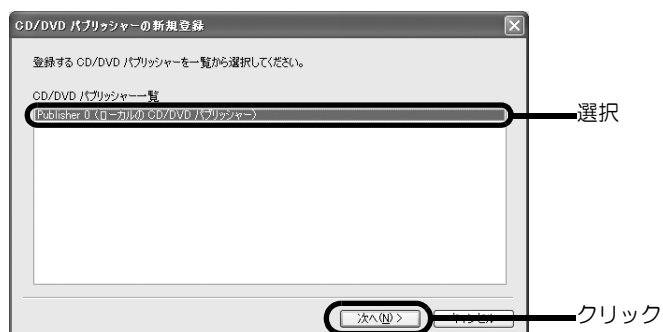 CD/DVD パブリッシャーの新規登録
登録する CD/DVD パブリッシャーを一覧から選択してください。
CD/DVD パブリッシャー一覧
Publisher 0 (ローカルの CD/DVD パブリッシャー)
選択
次へ(N) >
クリック